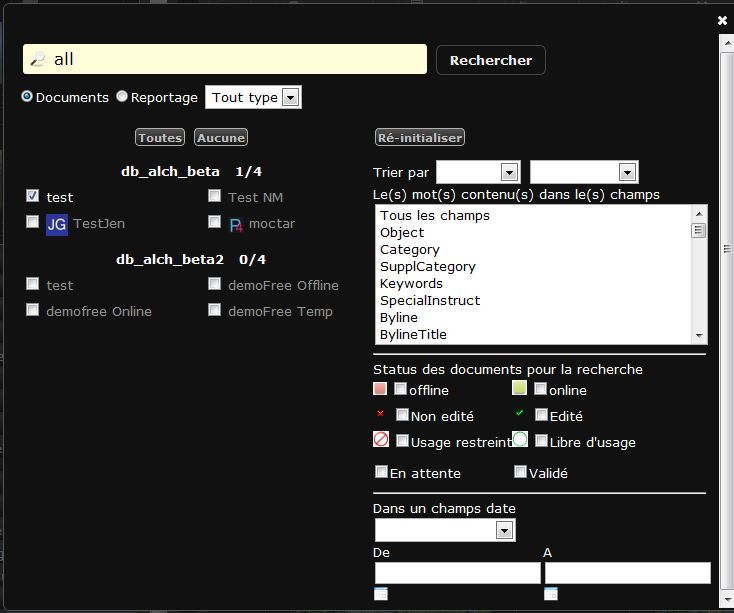 all
Rechercher
Documents Reportage Tout type
Toutes Aucune
db_alch_beta 1/4
test Test NM
JG TestJen P4 moctar
db_alch_beta2 0/4
test demoFree Offline
demofree Online demoFree Temp
Ré-initialiser
Trier par
Le(s) mot(s) contenu(s) dans le(s) champs
Tous les champs
Object
Category
SupplCategory
Keywords
SpecialInstruct
Byline
BylineTitle
Status des documents pour la recherche
offline online
Non edité Edité
Usage restreint Libre d'usage
En attente Validé
Dans un champs date
De A